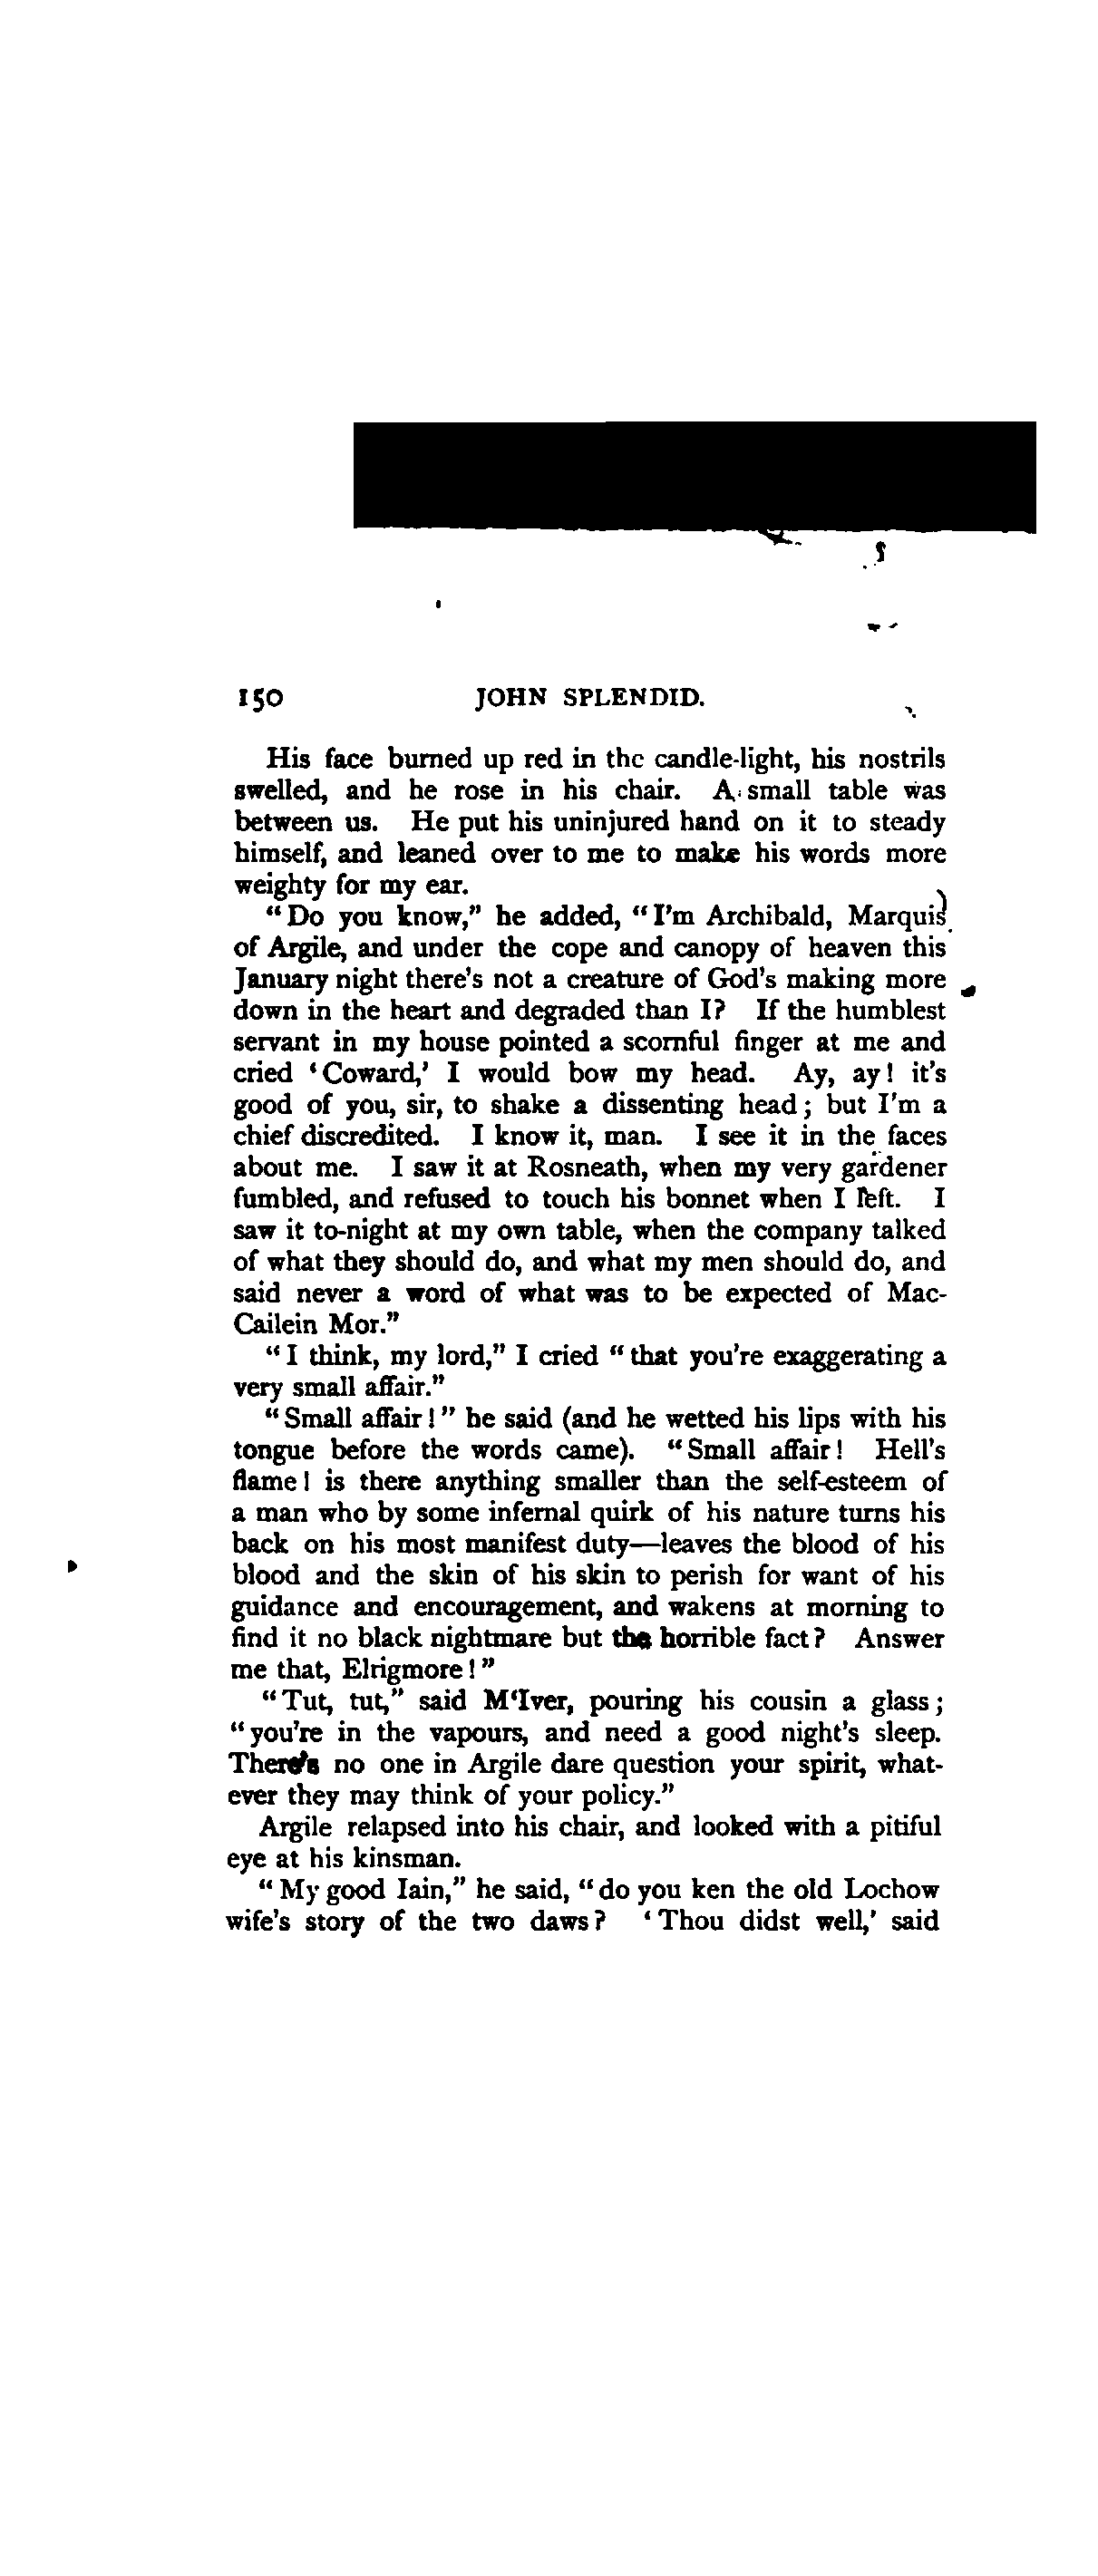 150 JOHN SPLENDID.
His face burned up red in the candle-light, his nostrils
swelled, and he rose in his chair. A small table was
between us. He put his uninjured hand on it to steady
himself, and leaned over to me to make his words more
weighty for my ear.
"Do you know," he added, "I'm Archibald, Marquis
of Argile, and under the cope and canopy of heaven this
January night there's not a creature of God's making more
down in the heart and degraded than I? If the humblest
servant in my house pointed a scornful finger at me and
cried 'Coward,' I would bow my head. Ay, ay! it's
good of you, sir, to shake a dissenting head; but I'm a
chief discredited. I know it, man. I see it in the faces
about me. I saw it at Rosneath, when my very gardener
fumbled, and refused to touch his bonnet when I left. I
saw it to-night at my own table, when the company talked
of what they should do, and what my men should do, and
said never a word of what was to be expected of Mac-
Cailein Mor."
"I think, my lord," I cried "that you're exaggerating a
very small affair."
"Small affair!" he said (and he wetted his lips with his
tongue before the words came). "Small affair! Hell's
flame! is there anything smaller than the self-esteem of
a man who by some infernal quirk of his nature turns his
back on his most manifest duty—leaves the blood of his
blood and the skin of his skin to perish for want of his
guidance and encouragement, and wakens at morning to
find it no black nightmare but the horrible fact? Answer
me that, Elrigmore!"
"Tut, tut," said M'Iver, pouring his cousin a glass;
"you're in the vapours, and need a good night's sleep.
There's no one in Argile dare question your spirit, what-
ever they may think of your policy."
Argile relapsed into his chair, and looked with a pitiful
eye at his kinsman.
"My good Iain," he said, "do you ken the old Lochow
wife's story of the two daws? 'Thou didst well,' said